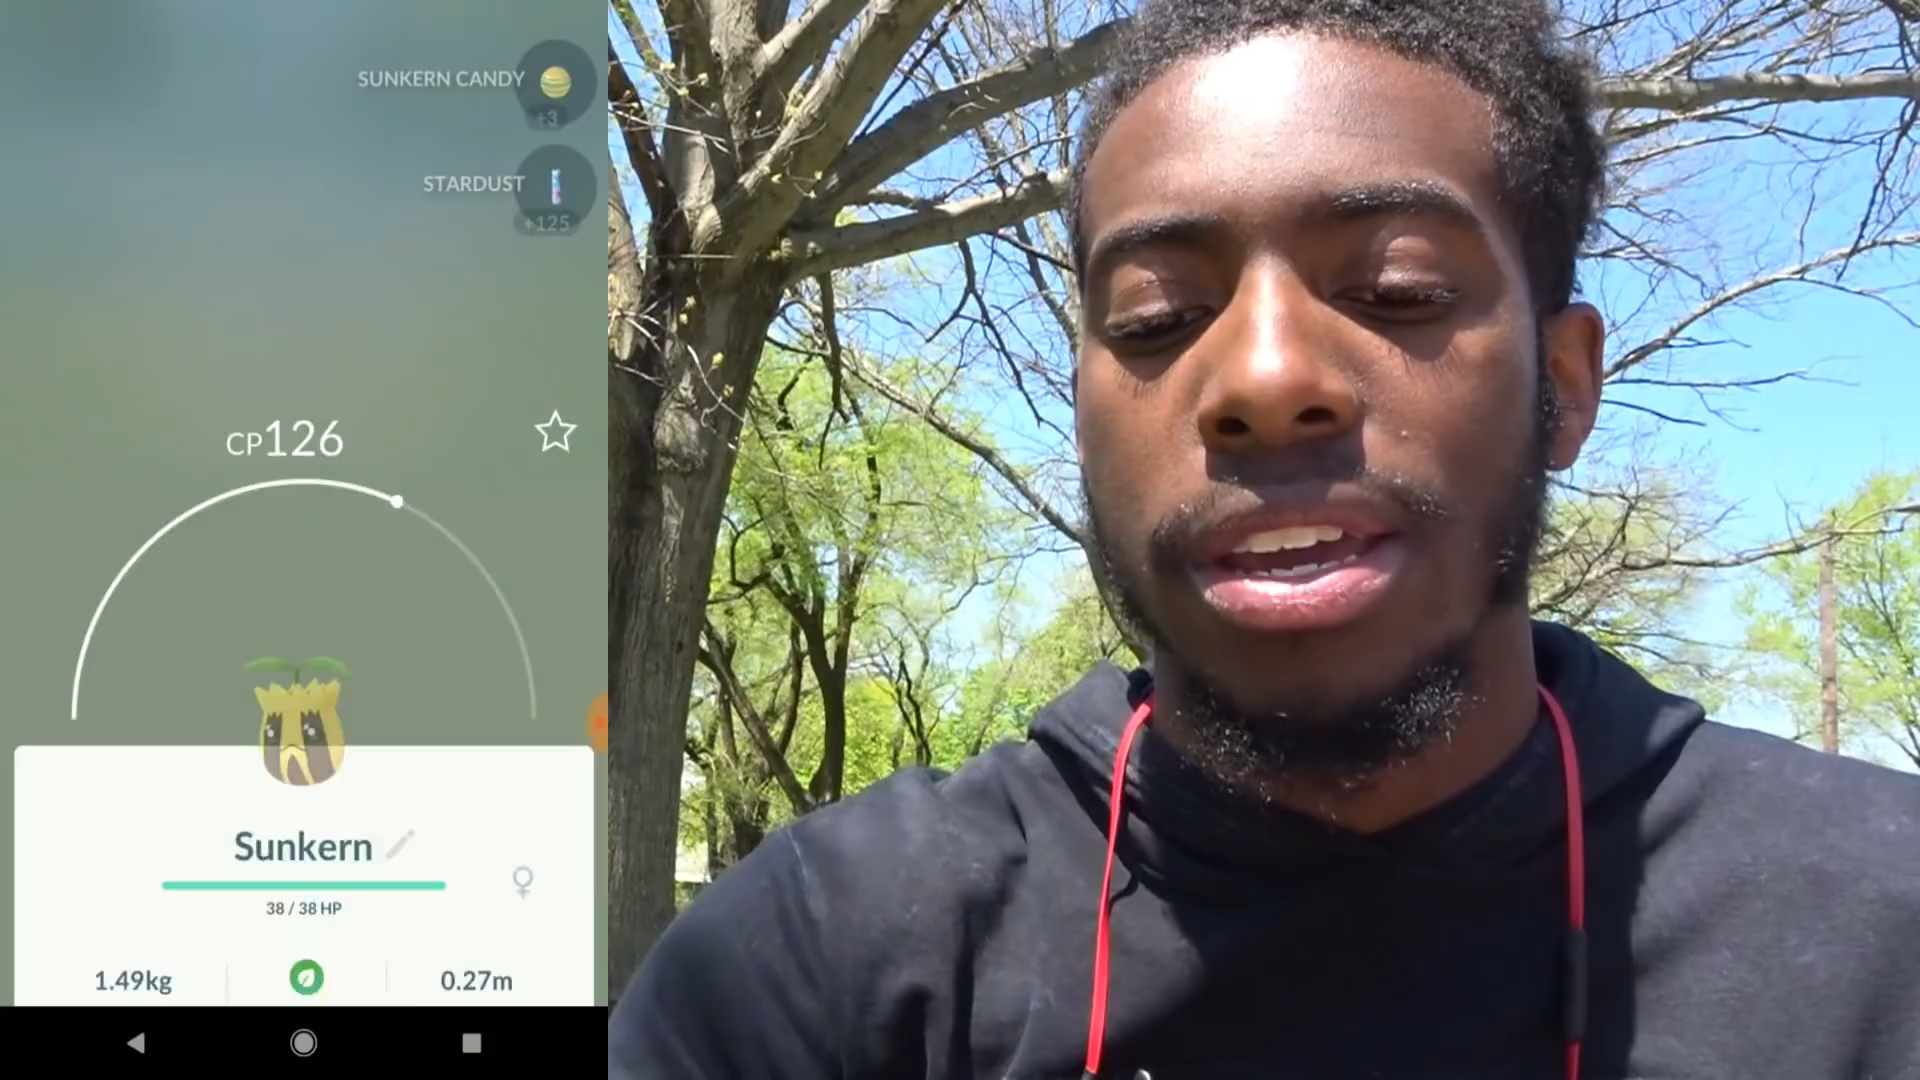 SUNKERN CANDY
+3
STARDUST
+125
CP126
Sunkern
38 / 38 HP
1.49kg
0.27m